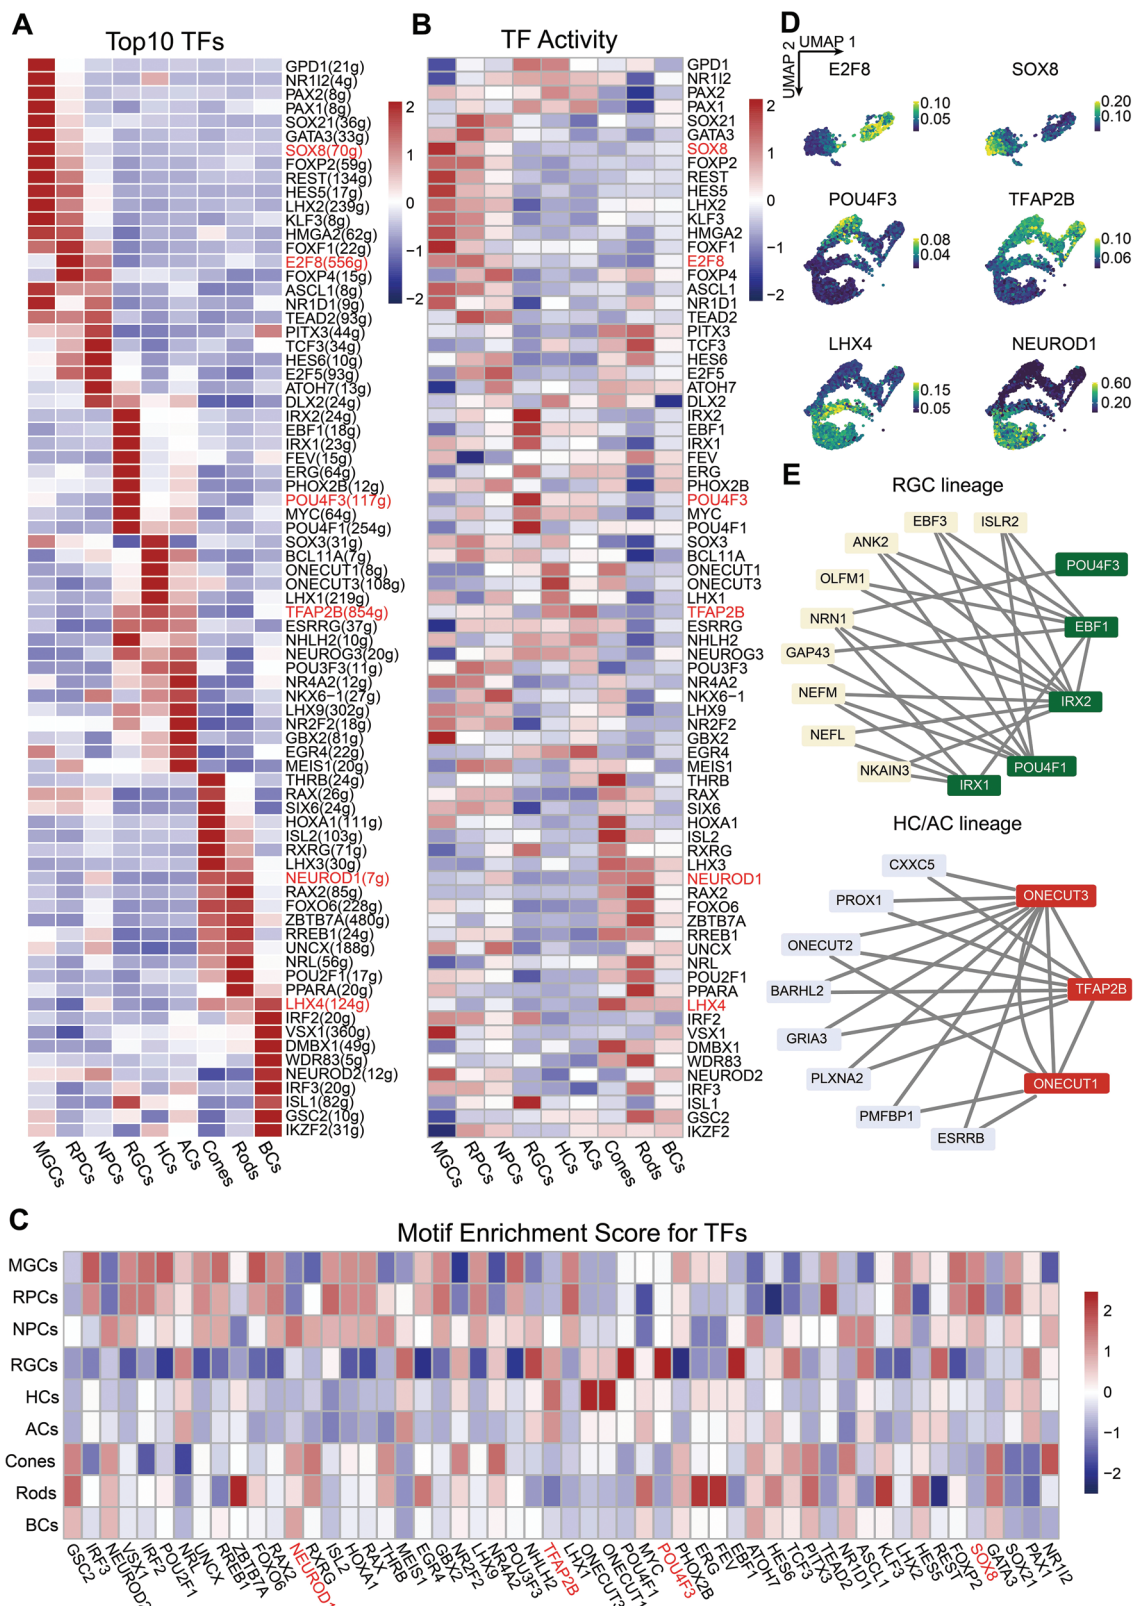 A
Top10 TFs
GPD1(21g)
NR1I2(4g)
PAX2(8g)
PAX1(8g)
SOX21(36g)
GATA3(33g)
SOX8(70g)
FOXP2(59g)
REST(134g)
HES5(17g)
LHX2(239g)
KLF3(8g)
HMGA2(62g)
FOXF1(22g)
E2F8(556g)
FOXP4(15g)
ASCL1(8g)
NR1D1(9g)
TEAD2(93g)
PITX3(44g)
TCF3(34g)
HES6(10g)
E2F5(93g)
ATOH7(13g)
DLX2(24g)
IRX2(24g)
EBF1(18g)
IRX1(23g)
FEV(15g)
ERG(64g)
PHOX2B(12g)
POU4F3(117g)
MYC(64g)
POU4F1(254g)
SOX3(31g)
BCL11A(7g)
ONECUT1(8g)
ONECUT3(108g)
LHX1(219g)
TFAP2B(854g)
ESRRG(37g)
NHLH2(10g)
NEUROG3(20g)
POU3F3(11g)
NR4A2(12g)
NKX6−1(27g)
LHX9(302g)
NR2F2(18g)
GBX2(81g)
EGR4(22g)
MEIS1(20g)
THRB(24g)
RAX(26g)
SIX6(24g)
HOXA1(111g)
ISL2(103g)
RXRG(71g)
LHX3(30g)
NEUROD1(7g)
RAX2(85g)
FOXO6(228g)
ZBTB7A(480g)
RREB1(24g)
UNCX(188g)
NRL(56g)
POU2F1(17g)
PPARA(20g)
LHX4(124g)
IRF2(20g)
VSX1(360g)
DMBX1(49g)
WDR83(5g)
NEUROD2(12g)
IRF3(20g)
ISL1(82g)
GSC2(10g)
IKZF2(31g)
MGCs
RPCs
NPCs
RGCs
HCs
ACs
Cones
Rods
BCs
2
1
0
−1
−2
B
TF Activity
GPD1
NR1I2
PAX2
PAX1
SOX21
GATA3
SOX8
FOXP2
REST
HES5
LHX2
KLF3
HMGA2
FOXF1
E2F8
FOXP4
ASCL1
NR1D1
TEAD2
PITX3
TCF3
HES6
E2F5
ATOH7
DLX2
IRX2
EBF1
IRX1
FEV
ERG
PHOX2B
POU4F3
MYC
POU4F1
SOX3
BCL11A
ONECUT1
ONECUT3
LHX1
TFAP2B
ESRRG
NHLH2
NEUROG3
POU3F3
NR4A2
NKX6−1
LHX9
NR2F2
GBX2
EGR4
MEIS1
THRB
RAX
SIX6
HOXA1
ISL2
RXRG
LHX3
NEUROD1
RAX2
FOXO6
ZBTB7A
RREB1
UNCX
NRL
POU2F1
PPARA
LHX4
IRF2
VSX1
DMBX1
WDR83
NEUROD2
IRF3
ISL1
GSC2
IKZF2
MGCs
RPCs
NPCs
RGCs
HCs
ACs
Cones
Rods
BCs
2
1
0
−1
−2
D
UMAP 1
UMAP 2
E2F8
0.10
0.05
SOX8
0.20
0.10
POU4F3
0.08
0.04
TFAP2B
0.10
0.06
LHX4
0.15
0.05
NEUROD1
0.60
0.20
E
RGC lineage
EBF3
ISLR2
ANK2
POU4F3
OLFM1
NRN1
EBF1
GAP43
NEFM
IRX2
NEFL
NKAIN3
POU4F1
IRX1
HC/AC lineage
CXXC5
ONECUT3
PROX1
ONECUT2
BARHL2
TFAP2B
GRIA3
PLXNA2
ONECUT1
PMFBP1
ESRRB
C
Motif Enrichment Score for TFs
MGCs
RPCs
NPCs
RGCs
HCs
ACs
Cones
Rods
BCs
2
1
0
−1
−2
GSC2
IRF3
NEUROD2
VSX1
IRF2
POU2F1
NRL
UNCX
RREB1
ZBTB7A
FOXO6
RAX2
NEUROD1
RXRG
ISL2
HOXA1
RAX
THRB
MEIS1
EGR4
GBX2
NR2F2
LHX9
NR4A2
POU3F3
NHLH2
TFAP2B
LHX1
ONECUT3
ONECUT1
POU4F1
MYC
POU4F3
PHOX2B
ERG
FEV
EBF1
ATOH7
HES6
TCF3
PITX3
TEAD2
NR1D1
ASCL1
KLF3
LHX2
HES5
REST
FOXP2
SOX8
GATA3
SOX21
PAX1
NR1I2